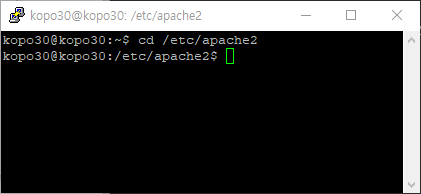 kopo30@kopo30: /etc/apache2
kopo30@kopo30:~$ cd /etc/apache2
kopo30@kopo30:/etc/apache2$